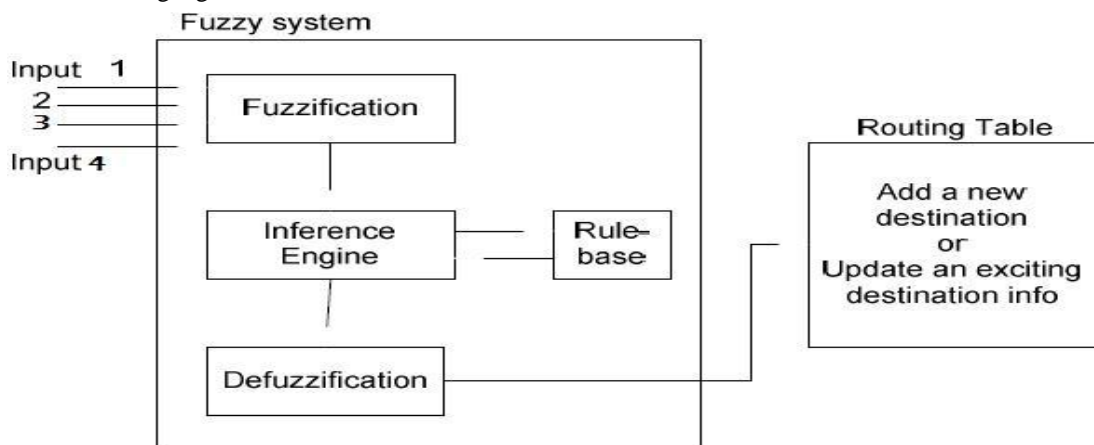 Fuzzy system
Input 1
2
3
Input 4
Fuzzification
Inference
Engine
Rule-
base
Defuzzification
Routing Table
Add a new
destination
or
Update an exciting
destination info